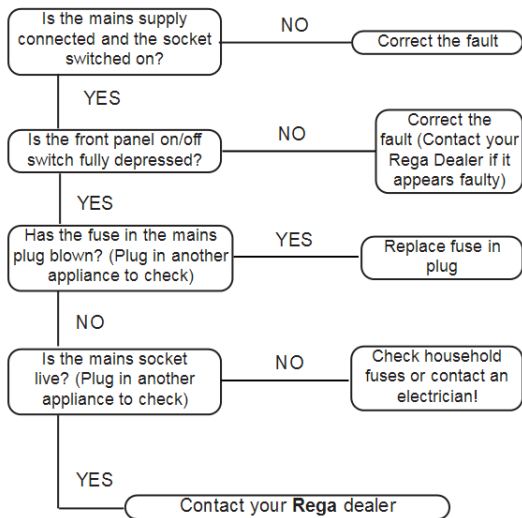 Is the mains supply
connected and the socket
switched on?
NO
Correct the fault
YES
Is the front panel on/off
switch fully depressed?
NO
Correct the
fault (Contact your
Rega Dealer if it
appears faulty)
YES
Has the fuse in the mains
plug blown? (Plug in another
appliance to check)
YES
Replace fuse in
plug
NO
Is the mains socket
live? (Plug in another
appliance to check)
NO
Check household
fuses or contact an
electrician!
YES
Contact your Rega dealer